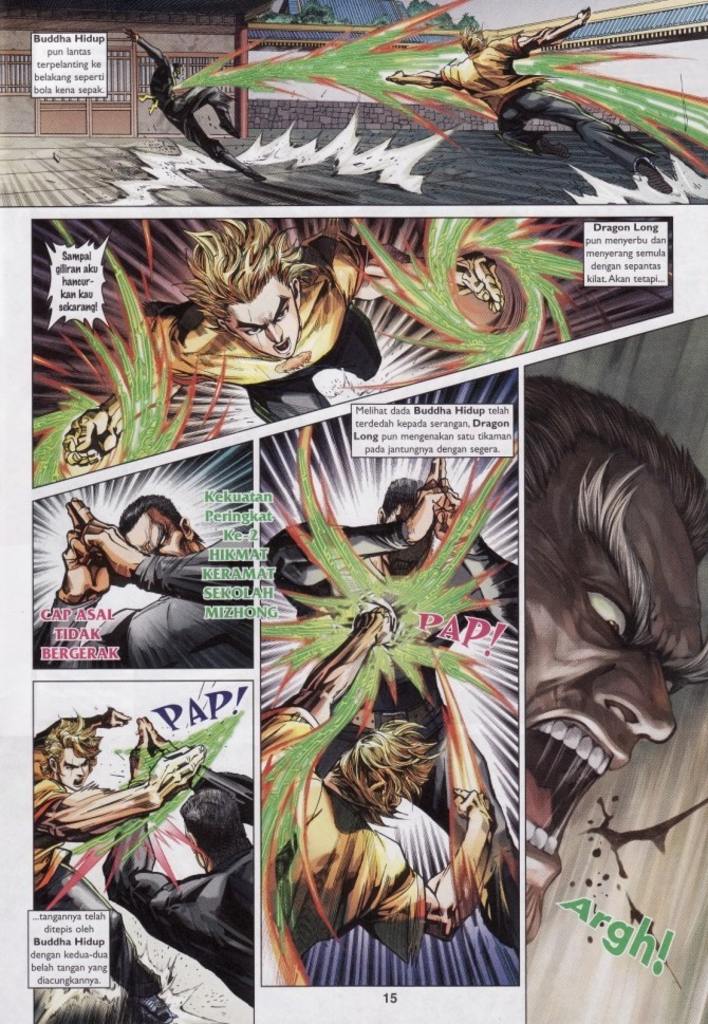 Buddha Hidup
pun lantas
terpelanting ke
belakang seperti
bola kena sepak.
Sampai
giliran aku
hancur-
kan kau
sekarang!
Dragon Long
pun menyerbu dan
menyerang semula
dengan sepantas
kilat. Akan tetapi...
CAP ASAL
TIDAK
BERGERAK
Kekuatan
Peringkat
Ke-2
HIKMAT
KERAMAT
SEKOLAH
MIZHONG
PAP!
...tangannya telah
ditepis oleh
Buddha Hidup
dengan kedua-dua
belah tangan yang
diacungkannya.
Melihat dada Buddha Hidup telah
terdedah kepada serangan, Dragon
Long pun mengenakan satu tikaman
pada jantungnya dengan segera.
PAP!
Argh!
15